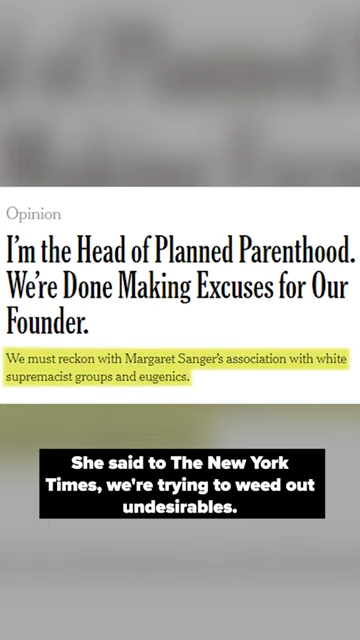 Opinion
I'm the Head of Planned Parenthood.
We're Done Making Excuses for Our
Founder.
We must reckon with Margaret Sanger's association with white
supremacist groups and eugenics.
She said to The New York
Times, we're trying to weed out
undesirables.